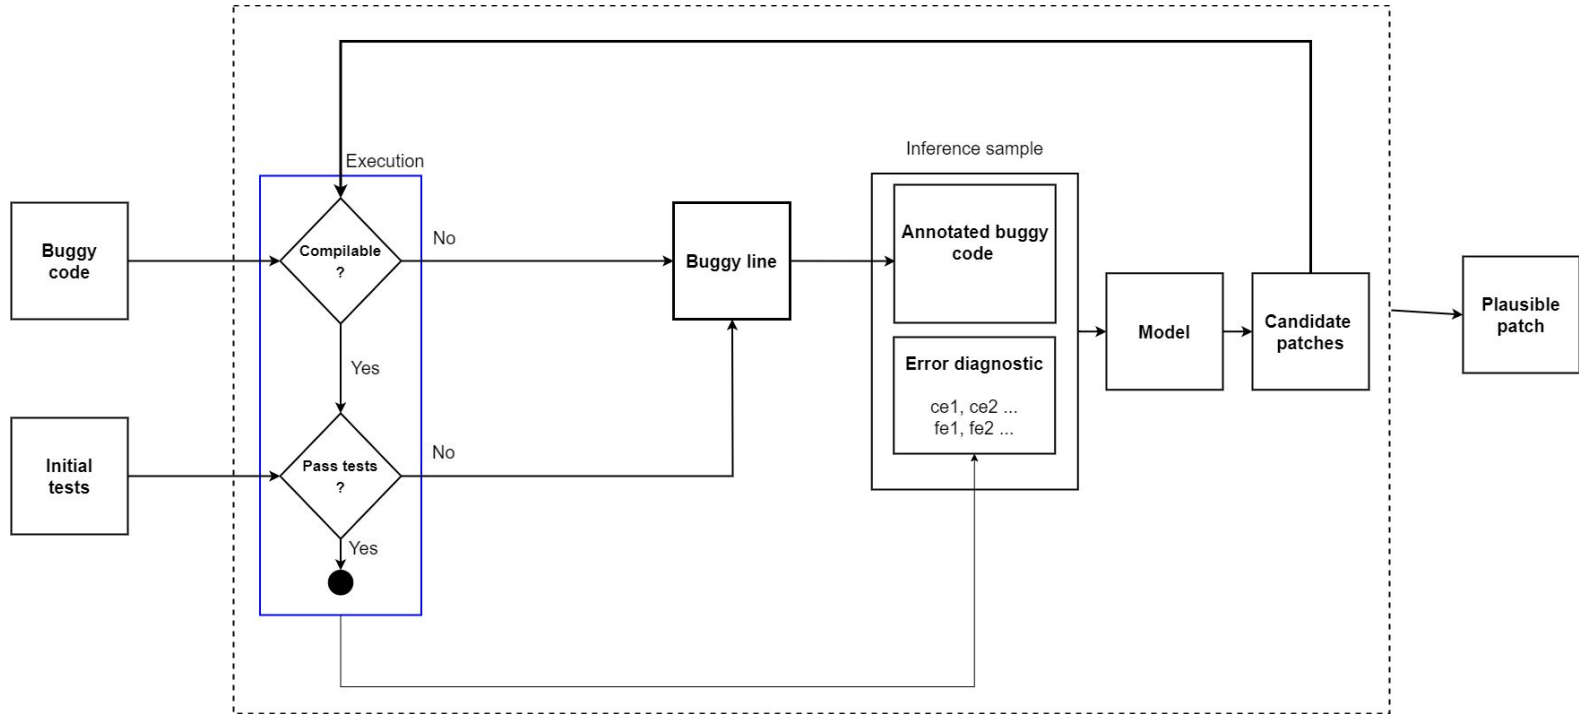 Execution
Inference sample
Buggy
code
Compilable
?
No
Buggy line
Annotated buggy
code
Plausible
patch
Model
Candidate
patches
Yes
Error diagnostic
ce1, ce2 ...
fe1, fe2 ...
Initial
tests
Pass tests
?
No
Yes